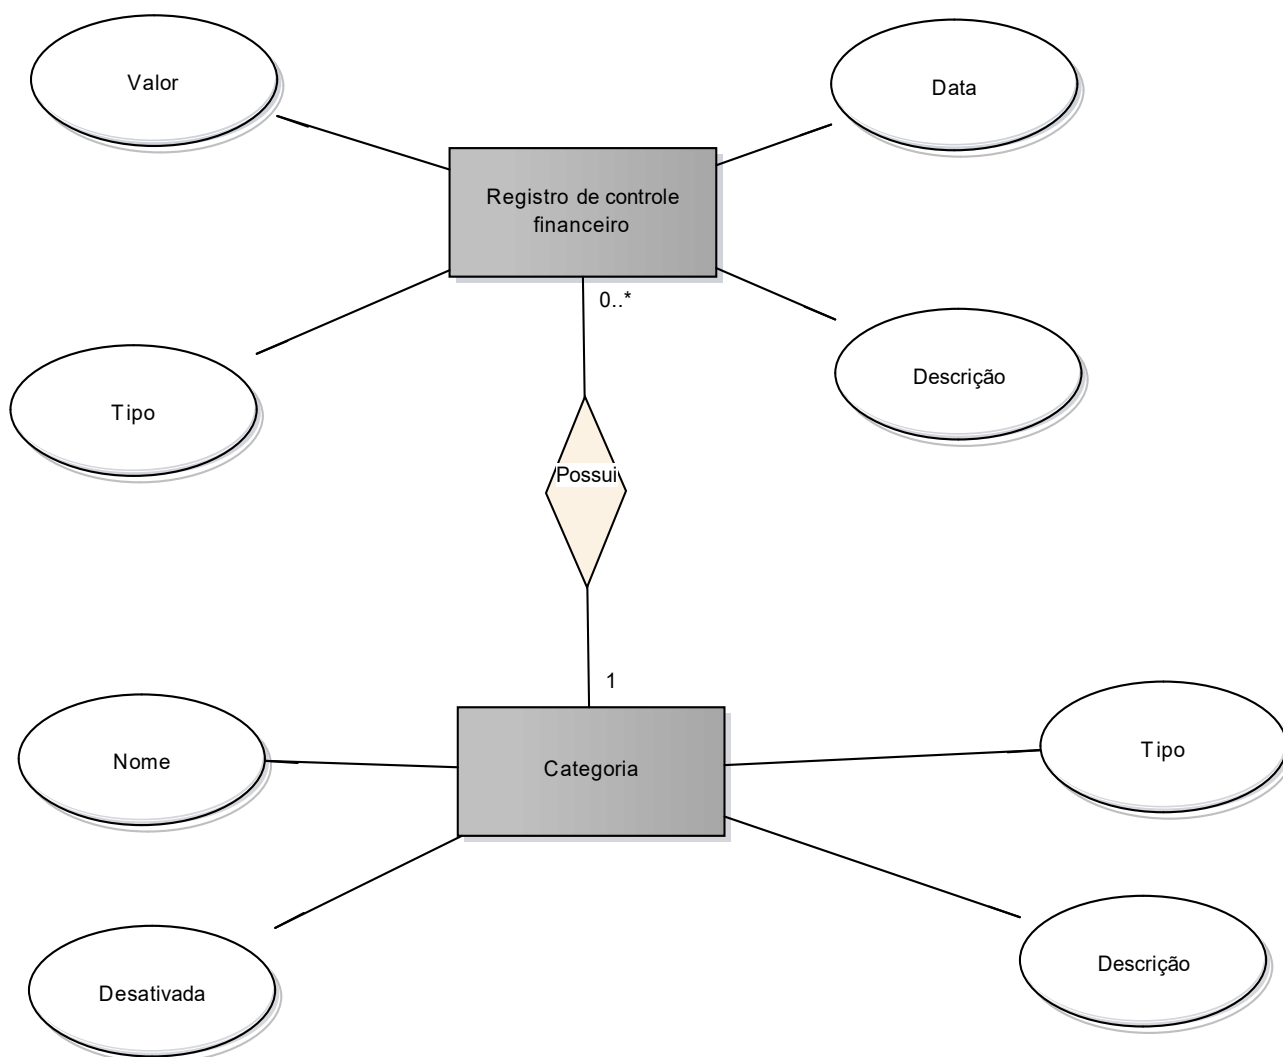 Valor
Data
Registro de controle
financeiro
0..*
Descrição
Tipo
Possui
1
Nome
Categoria
Tipo
Desativada
Descrição